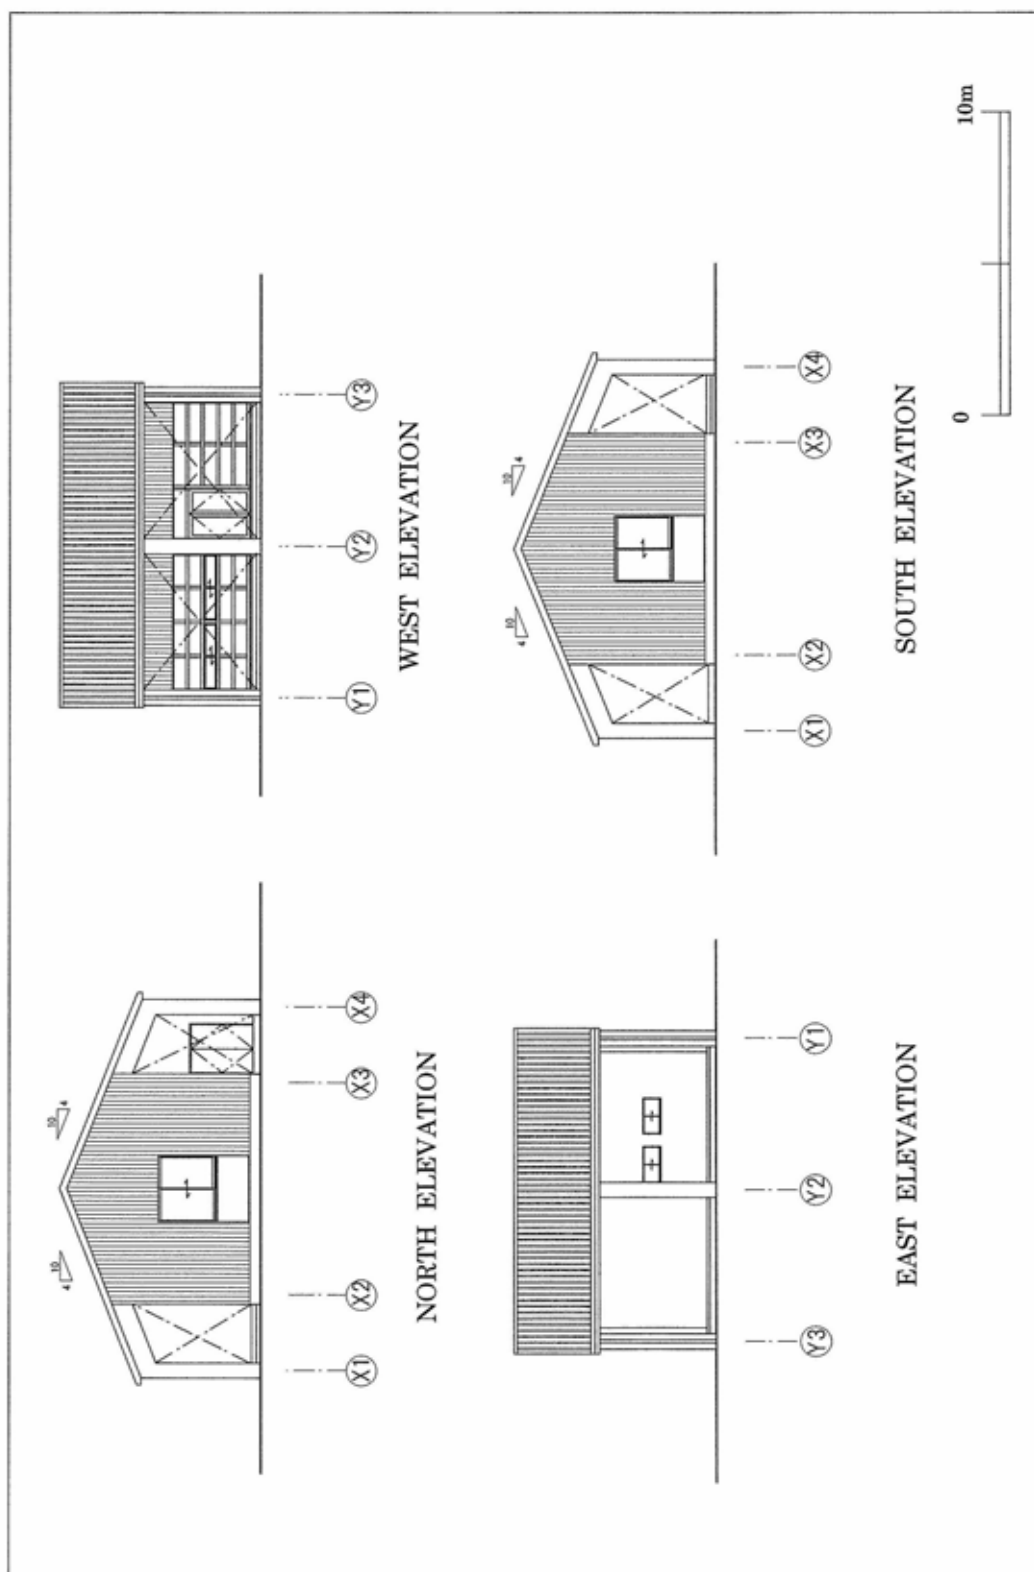 10 10
4 4
X1 X2 X3 X4
NORTH ELEVATION
Y1 Y2 Y3
WEST ELEVATION
Y3 Y2 Y1
EAST ELEVATION
10 10
4 4
X1 X2 X3 X4
SOUTH ELEVATION
0 10m